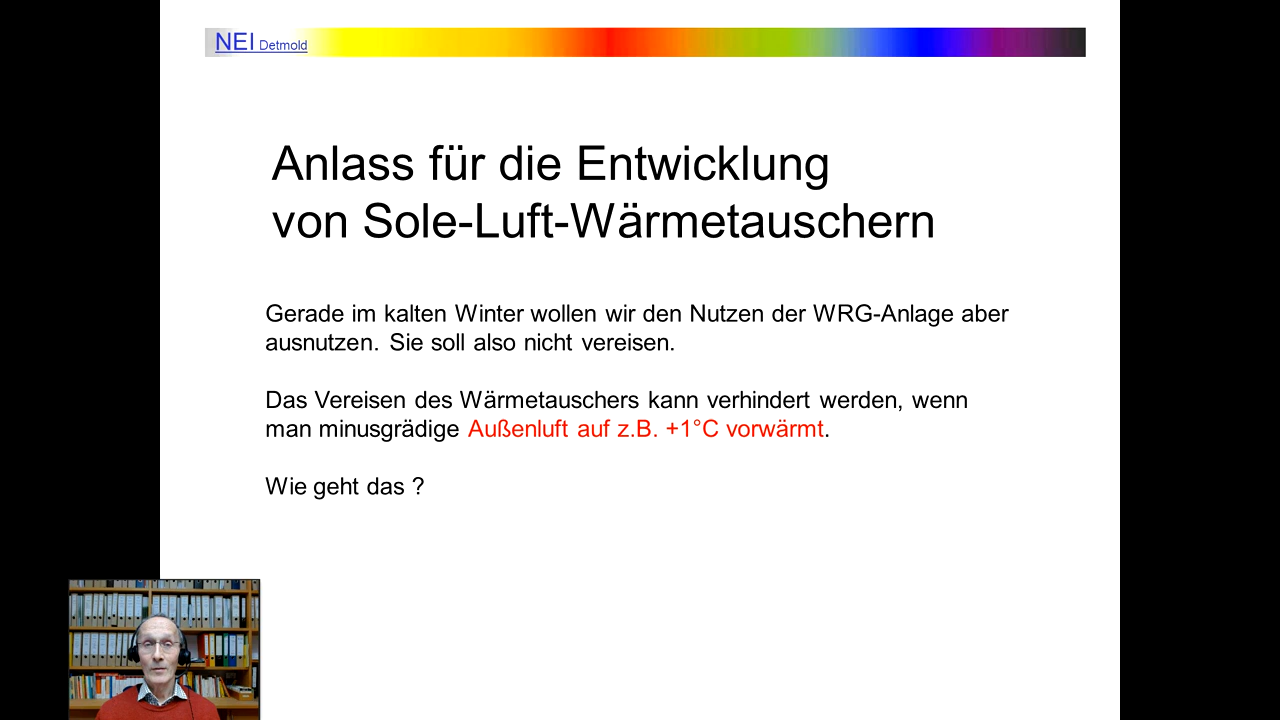 NEI Detmold
Anlass für die Entwicklung
von Sole-Luft-Wärmetauschern
Gerade im kalten Winter wollen wir den Nutzen der WRG-Anlage aber
ausnutzen. Sie soll also nicht vereisen.
Das Vereisen des Wärmetauschers kann verhindert werden, wenn
man minusgrädige Außenluft auf z.B. +1°C vorwärmt.
Wie geht das ?